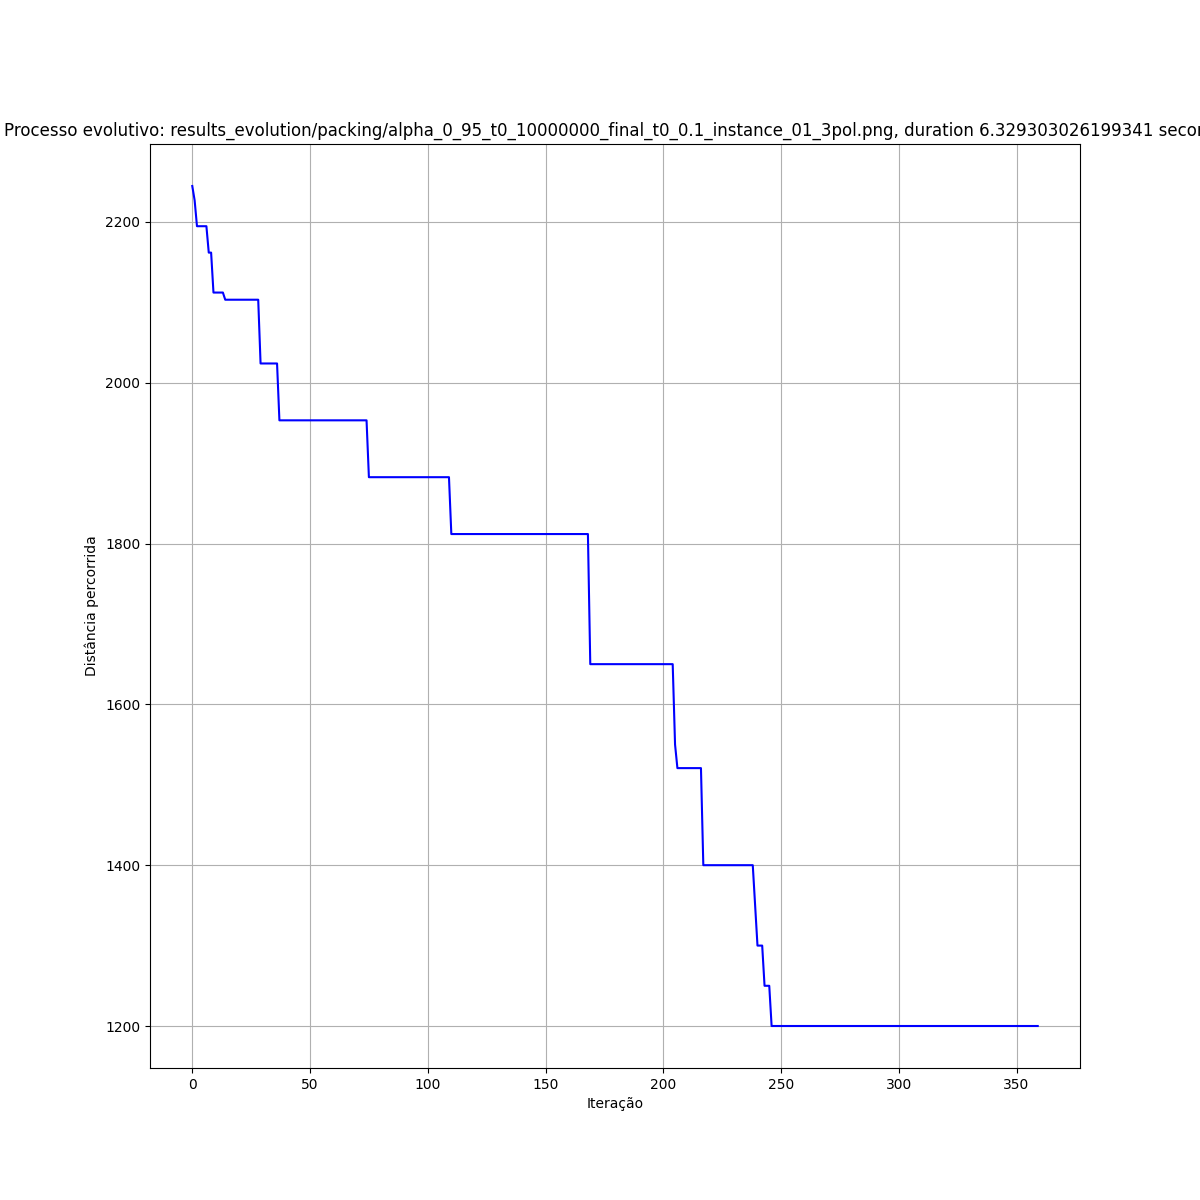 Processo evolutivo: results_evolution/packing/alpha_0_95_t0_10000000_final_t0_0.1_instance_01_3pol.png, duration 6.329303026199341
2200
2000
1800
1600
1400
1200
Distância percorrida
0 50 100 150 200 250 300 350
Iteração